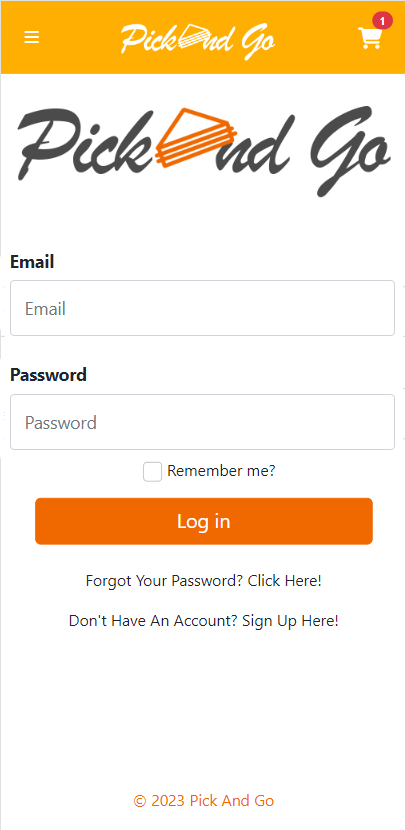 Pick And Go
1
Pick And Go
Email
Email
Password
Password
Remember me?
Log in
Forgot Your Password? Click Here!
Don't Have An Account? Sign Up Here!
© 2023 Pick And Go